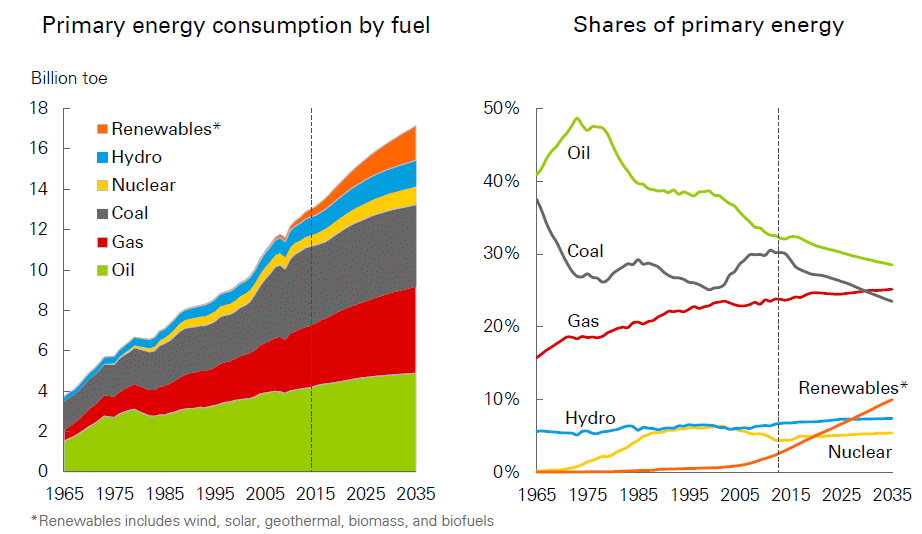 Primary energy consumption by fuel
Billion toe
18
16
14
12
10
8
6
4
2
0
Renewables*
Hydro
Nuclear
Coal
Gas
Oil
1965 1975 1985 1995 2005 2015 2025 2035
Shares of primary energy
50%
40%
30%
20%
10%
0%
Oil
Coal
Gas
Renewables*
Hydro
Nuclear
1965 1975 1985 1995 2005 2015 2025 2035
*Renewables includes wind, solar, geothermal, biomass, and biofuels